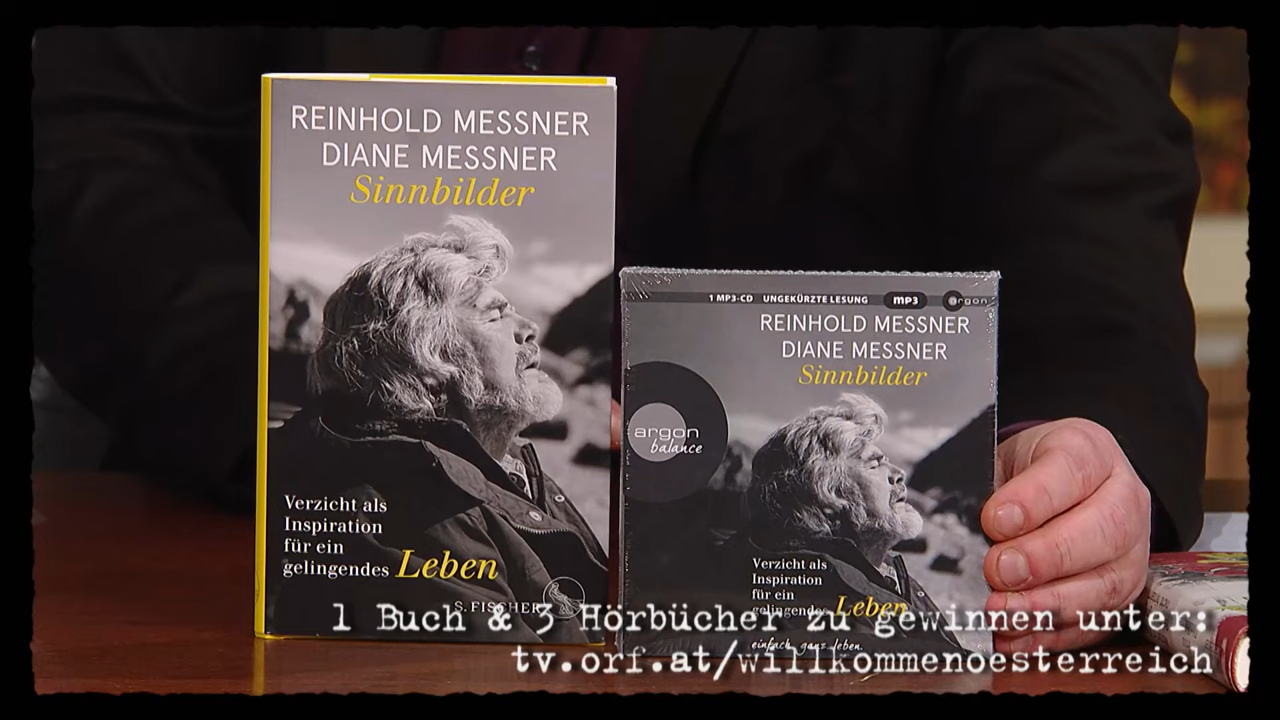 REINHOLD MESSNER
DIANE MESSNER
Sinnbilder
Verzicht als
Inspiration
für ein
gelingendes Leben
S. FISCHER
1 MP3-CD UNGEKÜRZTE LESUNG mp3 argon
REINHOLD MESSNER
DIANE MESSNER
Sinnbilder
argon
balance
Verzicht als
Inspiration
für ein
gelingendes Leben
einfach ganz leben.
1 Buch & 3 Hörbücher zu gewinnen unter:
tv.orf.at/willkommenoesterreich